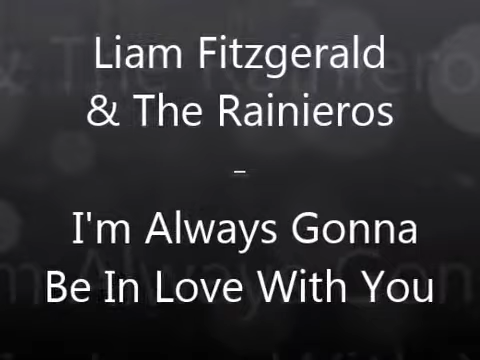 Liam Fitzgerald
& The Rainieros
-
I'm Always Gonna
Be In Love With You